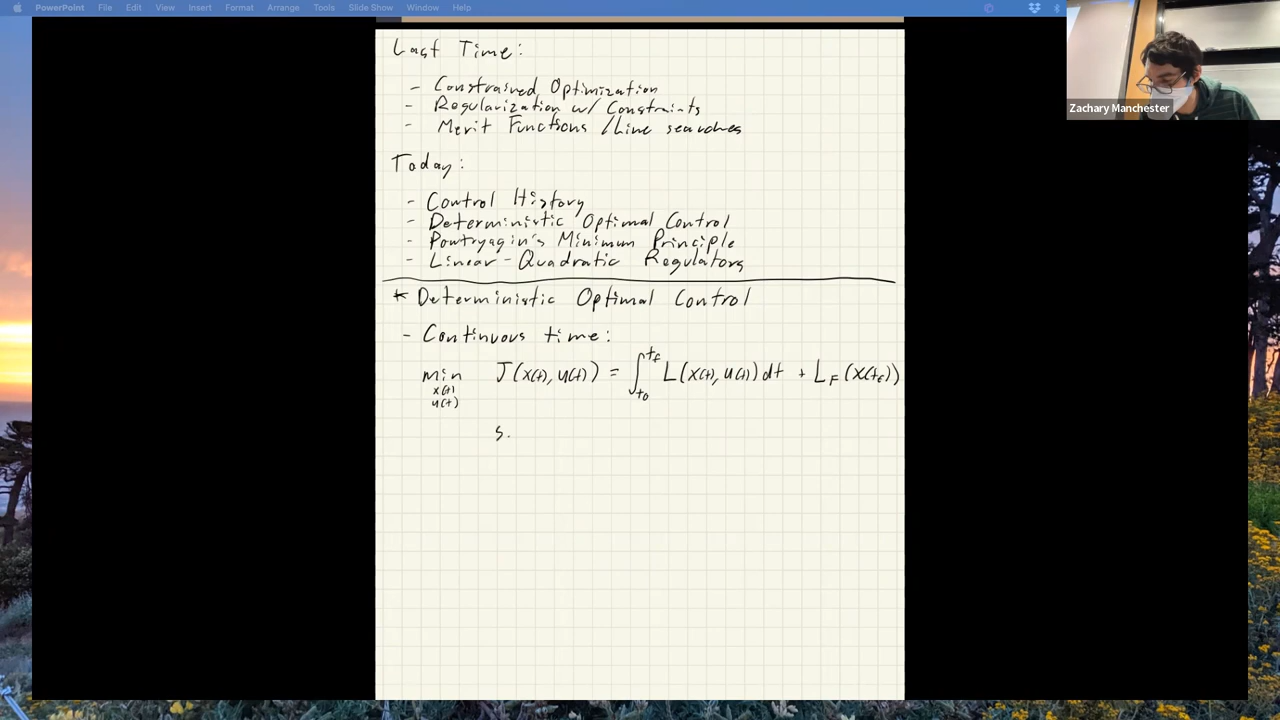 PowerPoint File Edit View Insert Format Arrange Tools Slide Show Window Help
Zachary Manchester
Last Time:
- Constrained Optimization
- Regularization w/ Constraints
- Merit Functions / Line searches
Today:
- Control History
- Deterministic Optimal Control
- Pontryagin's Minimum Principle
- Linear-Quadratic Regulators
* Deterministic Optimal Control
- Continuous time:
min J(x(t), u(t)) = ∫ L(x(t), u(t)) dt + L_F(x(t_f))
x(t)
u(t)
t_f
t_0
s.